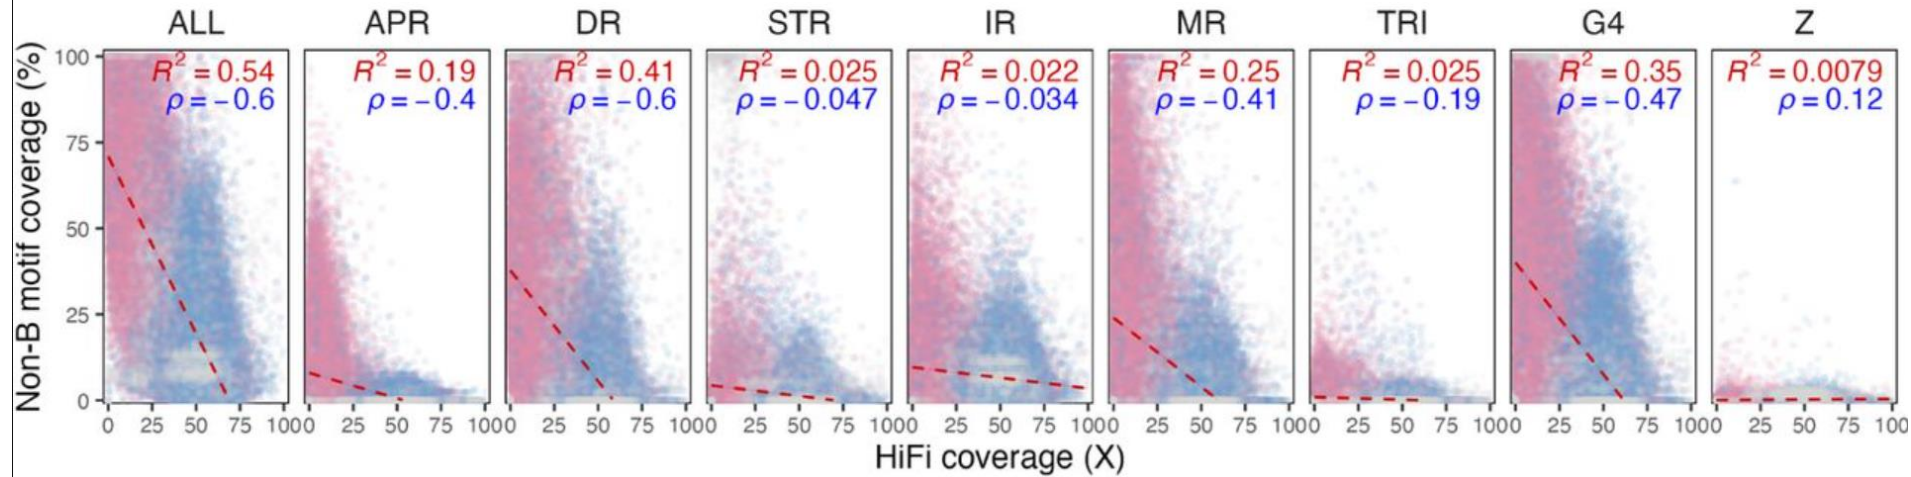 ALL APR DR STR IR MR TRI G4 Z
R² = 0.54 R² = 0.19 R² = 0.41 R² = 0.025 R² = 0.022 R² = 0.25 R² = 0.025 R² = 0.35 R² = 0.0079
ρ = −0.6 ρ = −0.4 ρ = −0.6 ρ = −0.047 ρ = −0.034 ρ = −0.41 ρ = −0.19 ρ = −0.47 ρ = 0.12
Non-B motif coverage (%)
100
75
50
25
0
0 25 50 75 100 0 25 50 75 100 0 25 50 75 100 0 25 50 75 100 0 25 50 75 100 0 25 50 75 100 0 25 50 75 100 0 25 50 75 100 0 25 50 75 100
HiFi coverage (X)